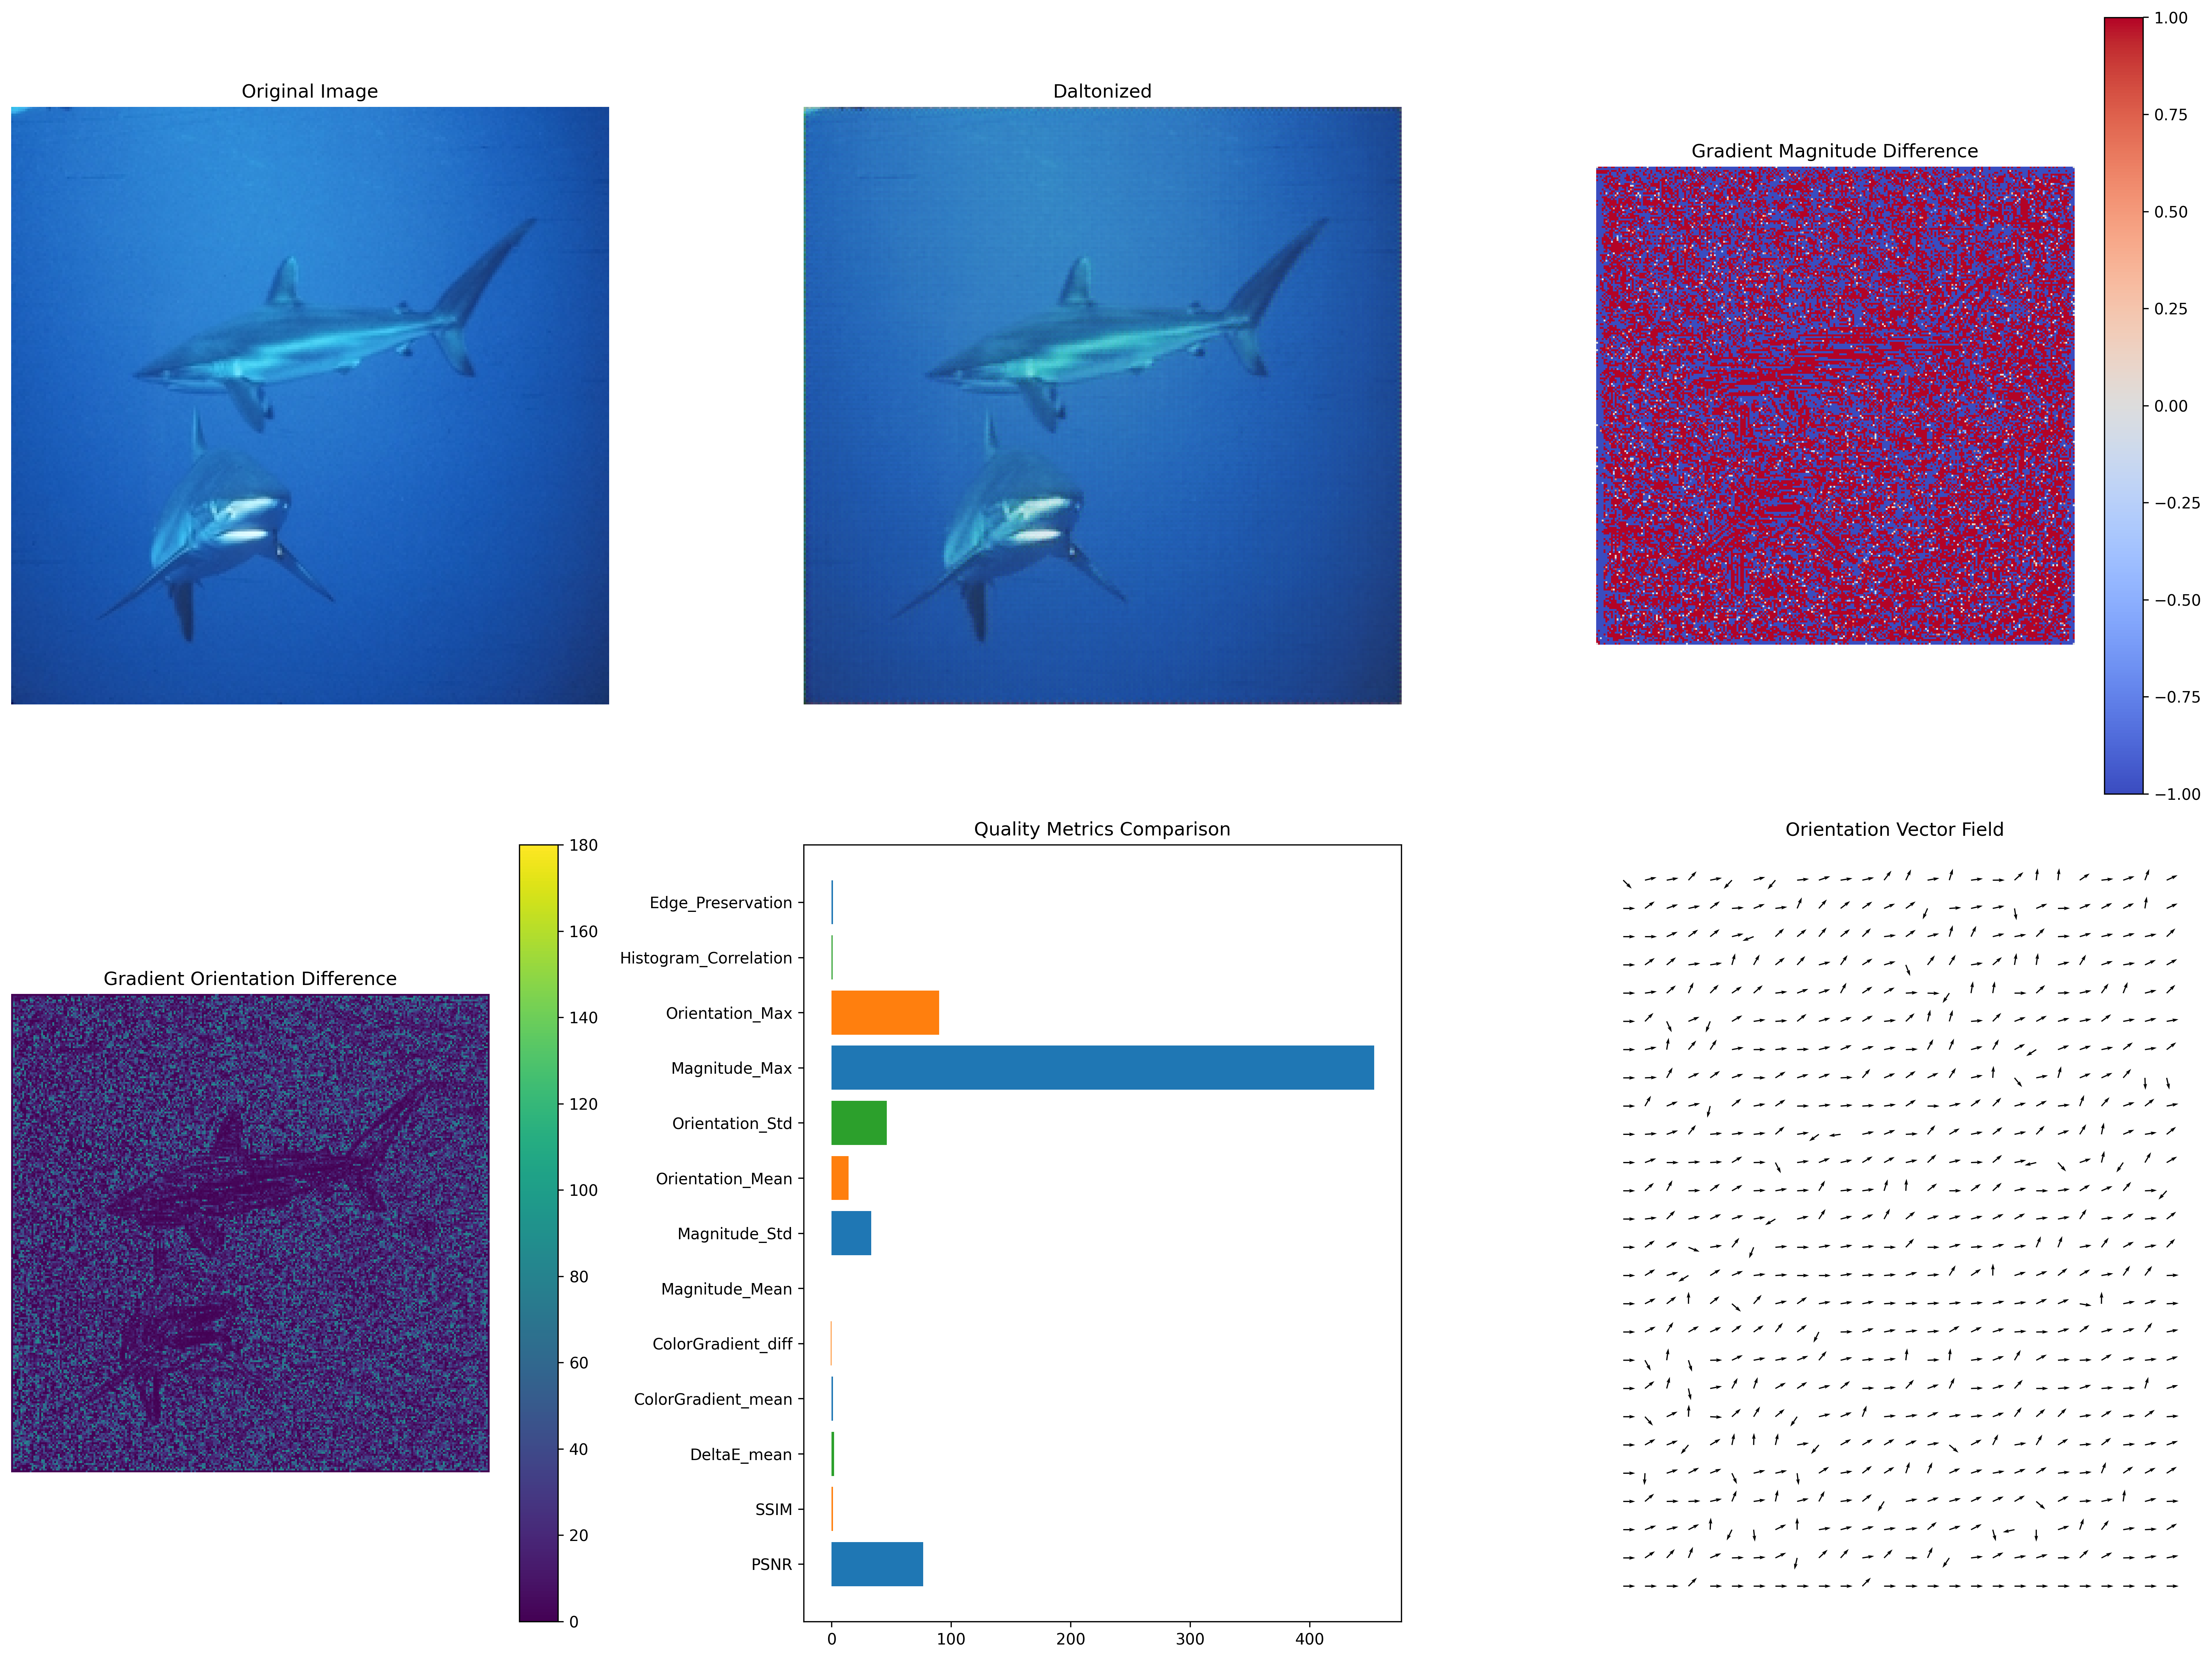 Original Image
Daltonized
Gradient Magnitude Difference
1.00
0.75
0.50
0.25
0.00
−0.25
−0.50
−0.75
−1.00
Gradient Orientation Difference
180
160
140
120
100
80
60
40
20
0
Quality Metrics Comparison
Edge_Preservation
Histogram_Correlation
Orientation_Max
Magnitude_Max
Orientation_Std
Orientation_Mean
Magnitude_Std
Magnitude_Mean
ColorGradient_diff
ColorGradient_mean
DeltaE_mean
SSIM
PSNR
0 100 200 300 400
Orientation Vector Field